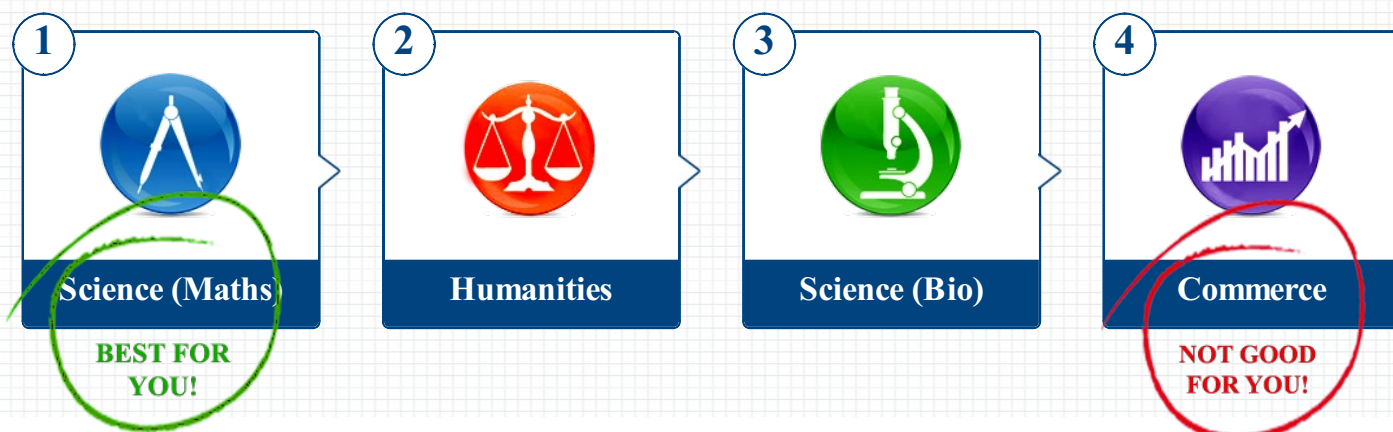 1
2
3
4
Science (Maths)
Humanities
Science (Bio)
Commerce
BEST FOR
YOU!
NOT GOOD
FOR YOU!